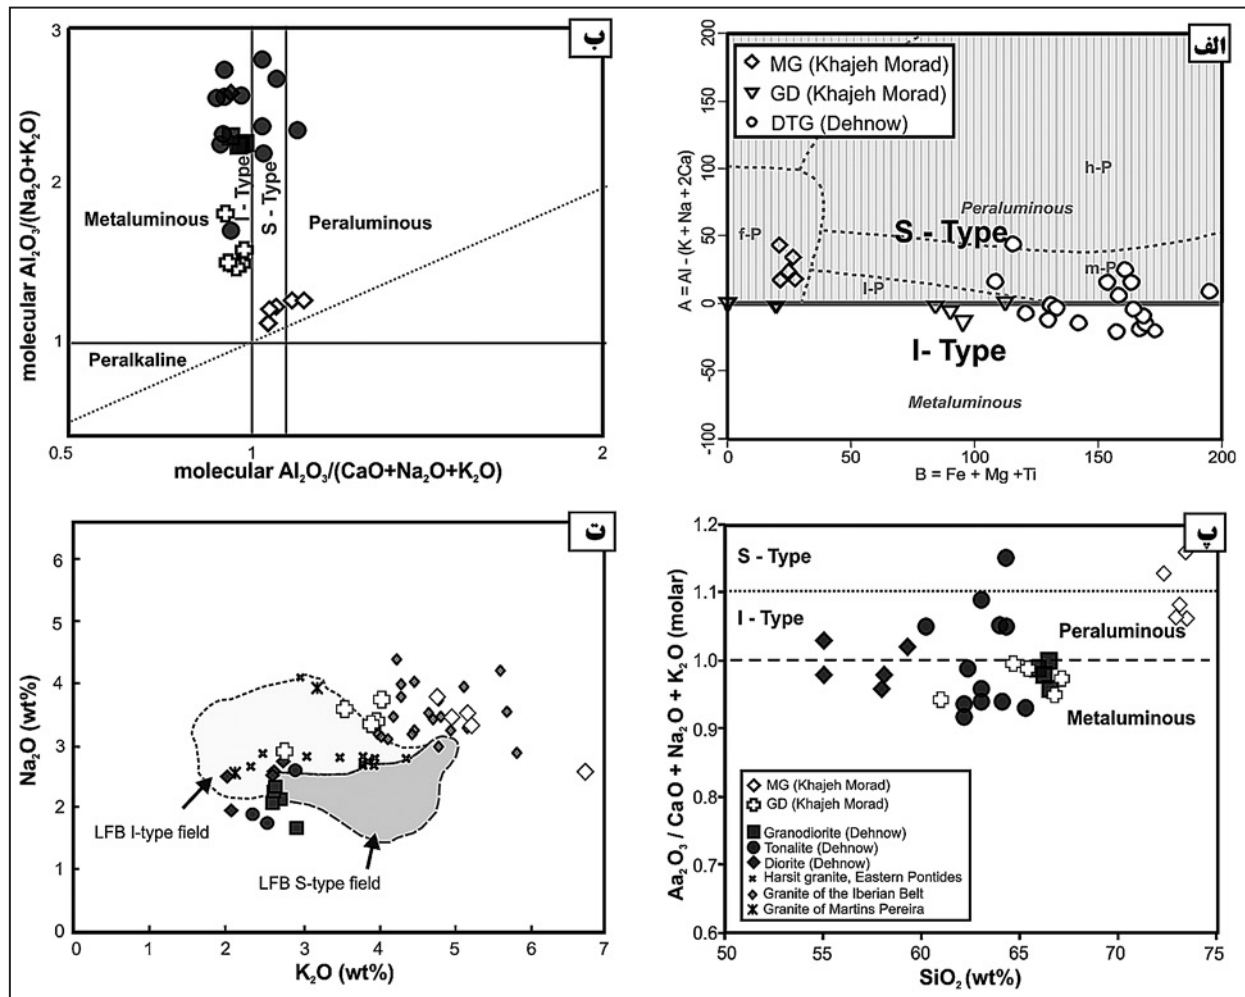 ب
3
2
1
0.5
1
2
molecular Al₂O₃/(Na₂O+K₂O)
I - Type
S - Type
Metaluminous
Peraluminous
Peralkaline
molecular Al₂O₃/(CaO+Na₂O+K₂O)
الف
MG (Khajeh Morad)
GD (Khajeh Morad)
DTG (Dehnow)
200
150
100
50
0
-50
-100
A = Al - (K + Na + 2Ca)
h-P
Peraluminous
S - Type
f-P
m-P
l-P
I- Type
Metaluminous
0
50
100
150
200
B = Fe + Mg +Ti
ت
6
5
4
3
2
1
0
Na₂O (wt%)
LFB I-type field
LFB S-type field
0
1
2
3
4
5
6
7
K₂O (wt%)
پ
1.2
1.1
1.0
0.9
0.8
0.7
0.6
Aa₂O₃ / CaO + Na₂O + K₂O (molar)
S - Type
I - Type
Peraluminous
Metaluminous
MG (Khajeh Morad)
GD (Khajeh Morad)
Granodiorite (Dehnow)
Tonalite (Dehnow)
Diorite (Dehnow)
Harsit granite, Eastern Pontides
Granite of the Iberian Belt
Granite of Martins Pereira
50
55
60
65
70
75
SiO₂ (wt%)